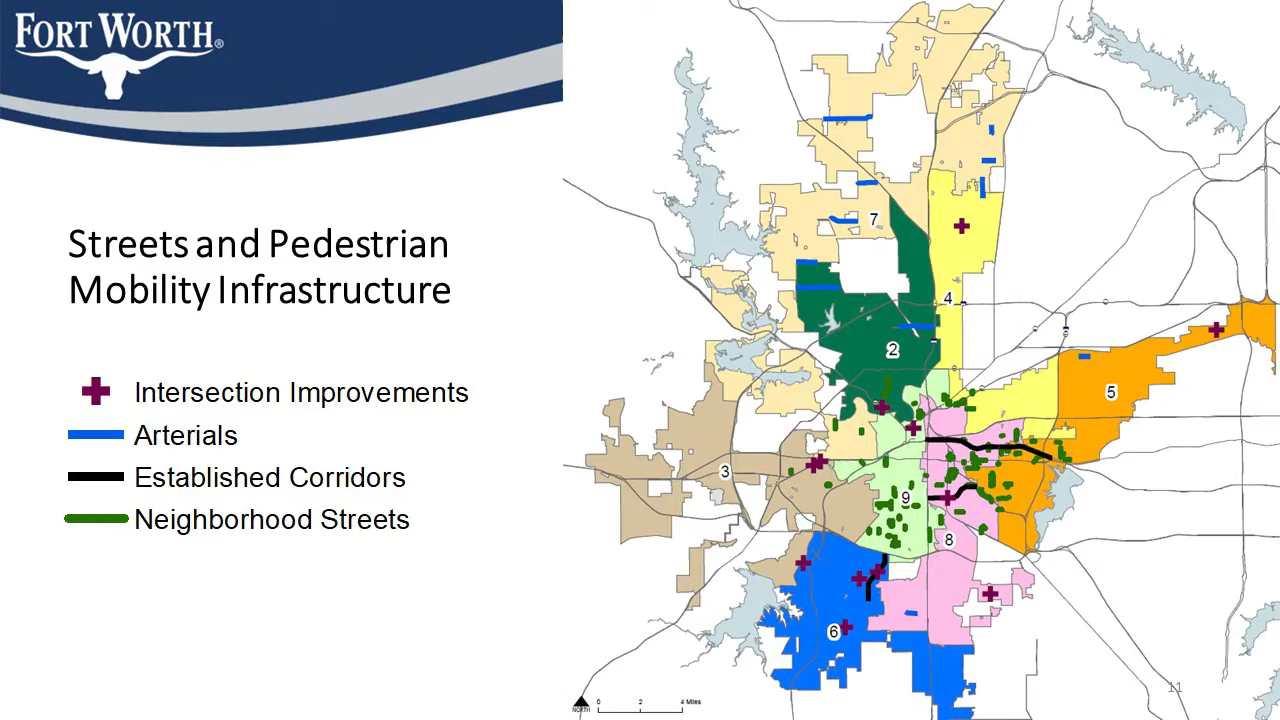 FORT WORTH®
Streets and Pedestrian
Mobility Infrastructure
Intersection Improvements
Arterials
Established Corridors
Neighborhood Streets
7
4
2
5
3
9
8
6
NORTH
0 2 4 Miles
11